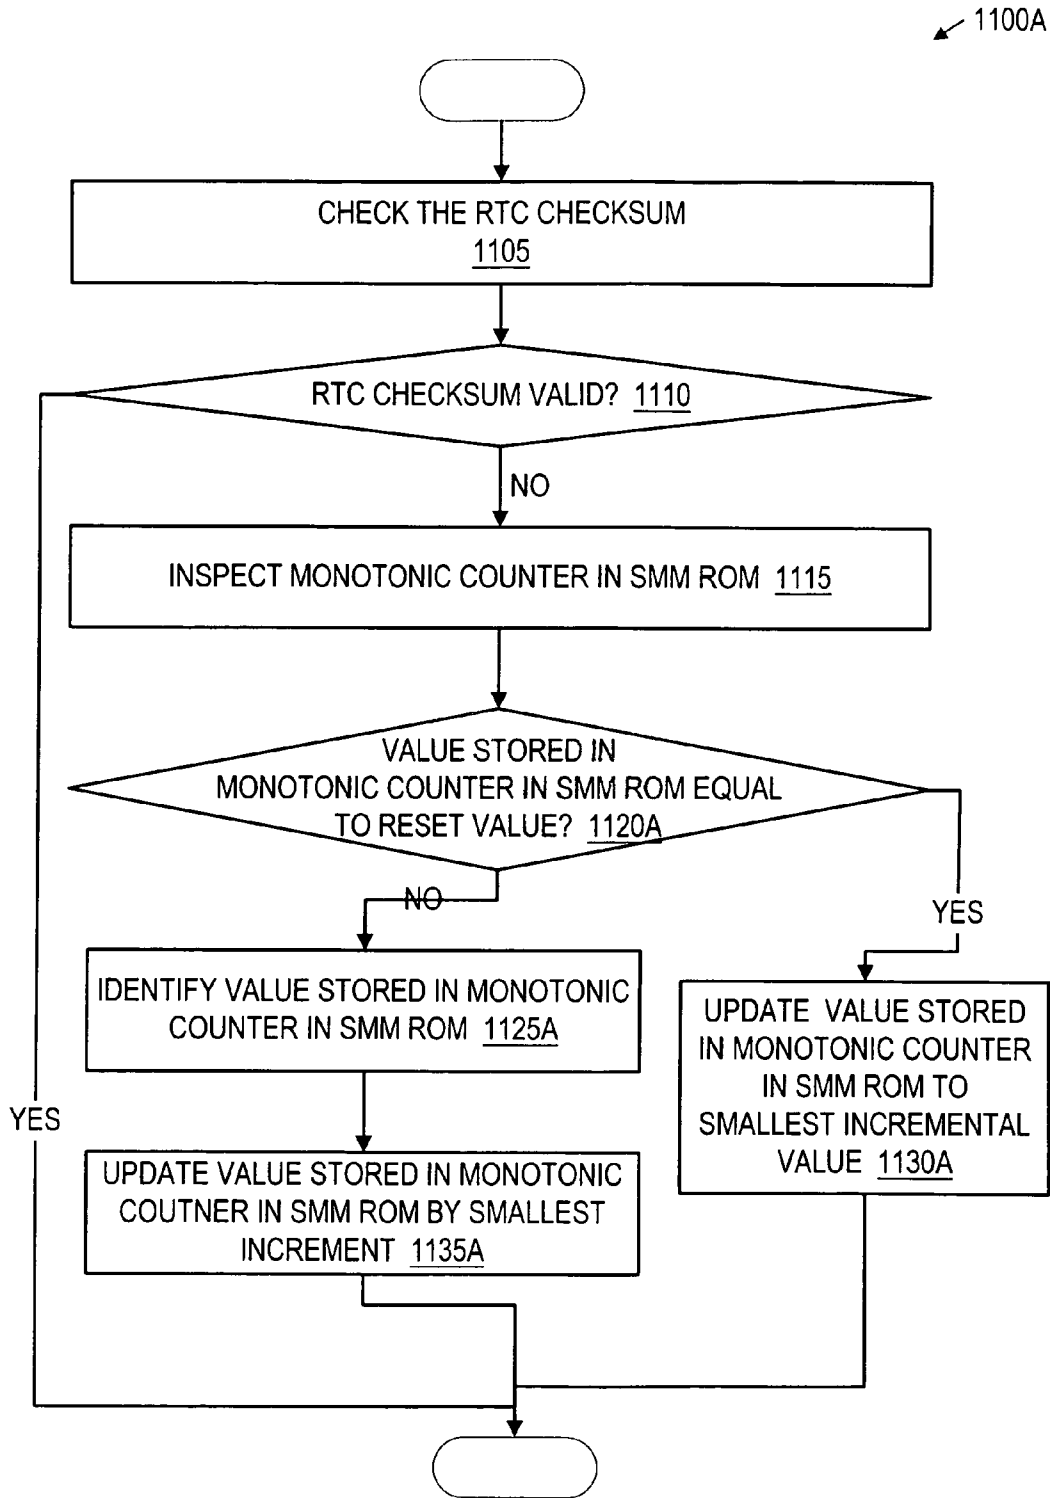 1100A
CHECK THE RTC CHECKSUM
1105
RTC CHECKSUM VALID? 1110
NO
INSPECT MONOTONIC COUNTER IN SMM ROM 1115
VALUE STORED IN
MONOTONIC COUNTER IN SMM ROM EQUAL
TO RESET VALUE? 1120A
NO
YES
IDENTIFY VALUE STORED IN MONOTONIC
COUNTER IN SMM ROM 1125A
UPDATE VALUE STORED
IN MONOTONIC COUNTER
IN SMM ROM TO
SMALLEST INCREMENTAL
VALUE 1130A
YES
UPDATE VALUE STORED IN MONOTONIC
COUTNER IN SMM ROM BY SMALLEST
INCREMENT 1135A